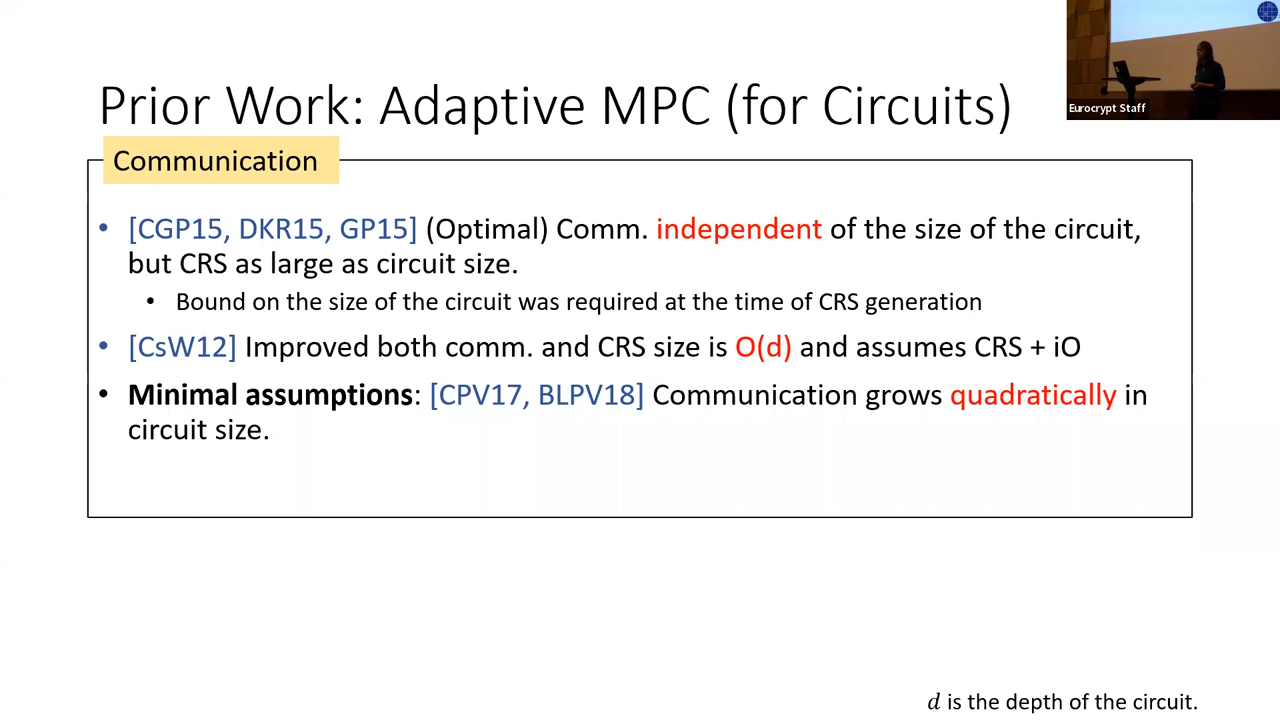 Prior Work: Adaptive MPC (for Circuits)
Eurocrypt Staff
Communication
• [CGP15, DKR15, GP15] (Optimal) Comm. independent of the size of the circuit,
but CRS as large as circuit size.
• Bound on the size of the circuit was required at the time of CRS generation
• [CsW12] Improved both comm. and CRS size is O(d) and assumes CRS + iO
• Minimal assumptions: [CPV17, BLPV18] Communication grows quadratically in
circuit size.
d is the depth of the circuit.